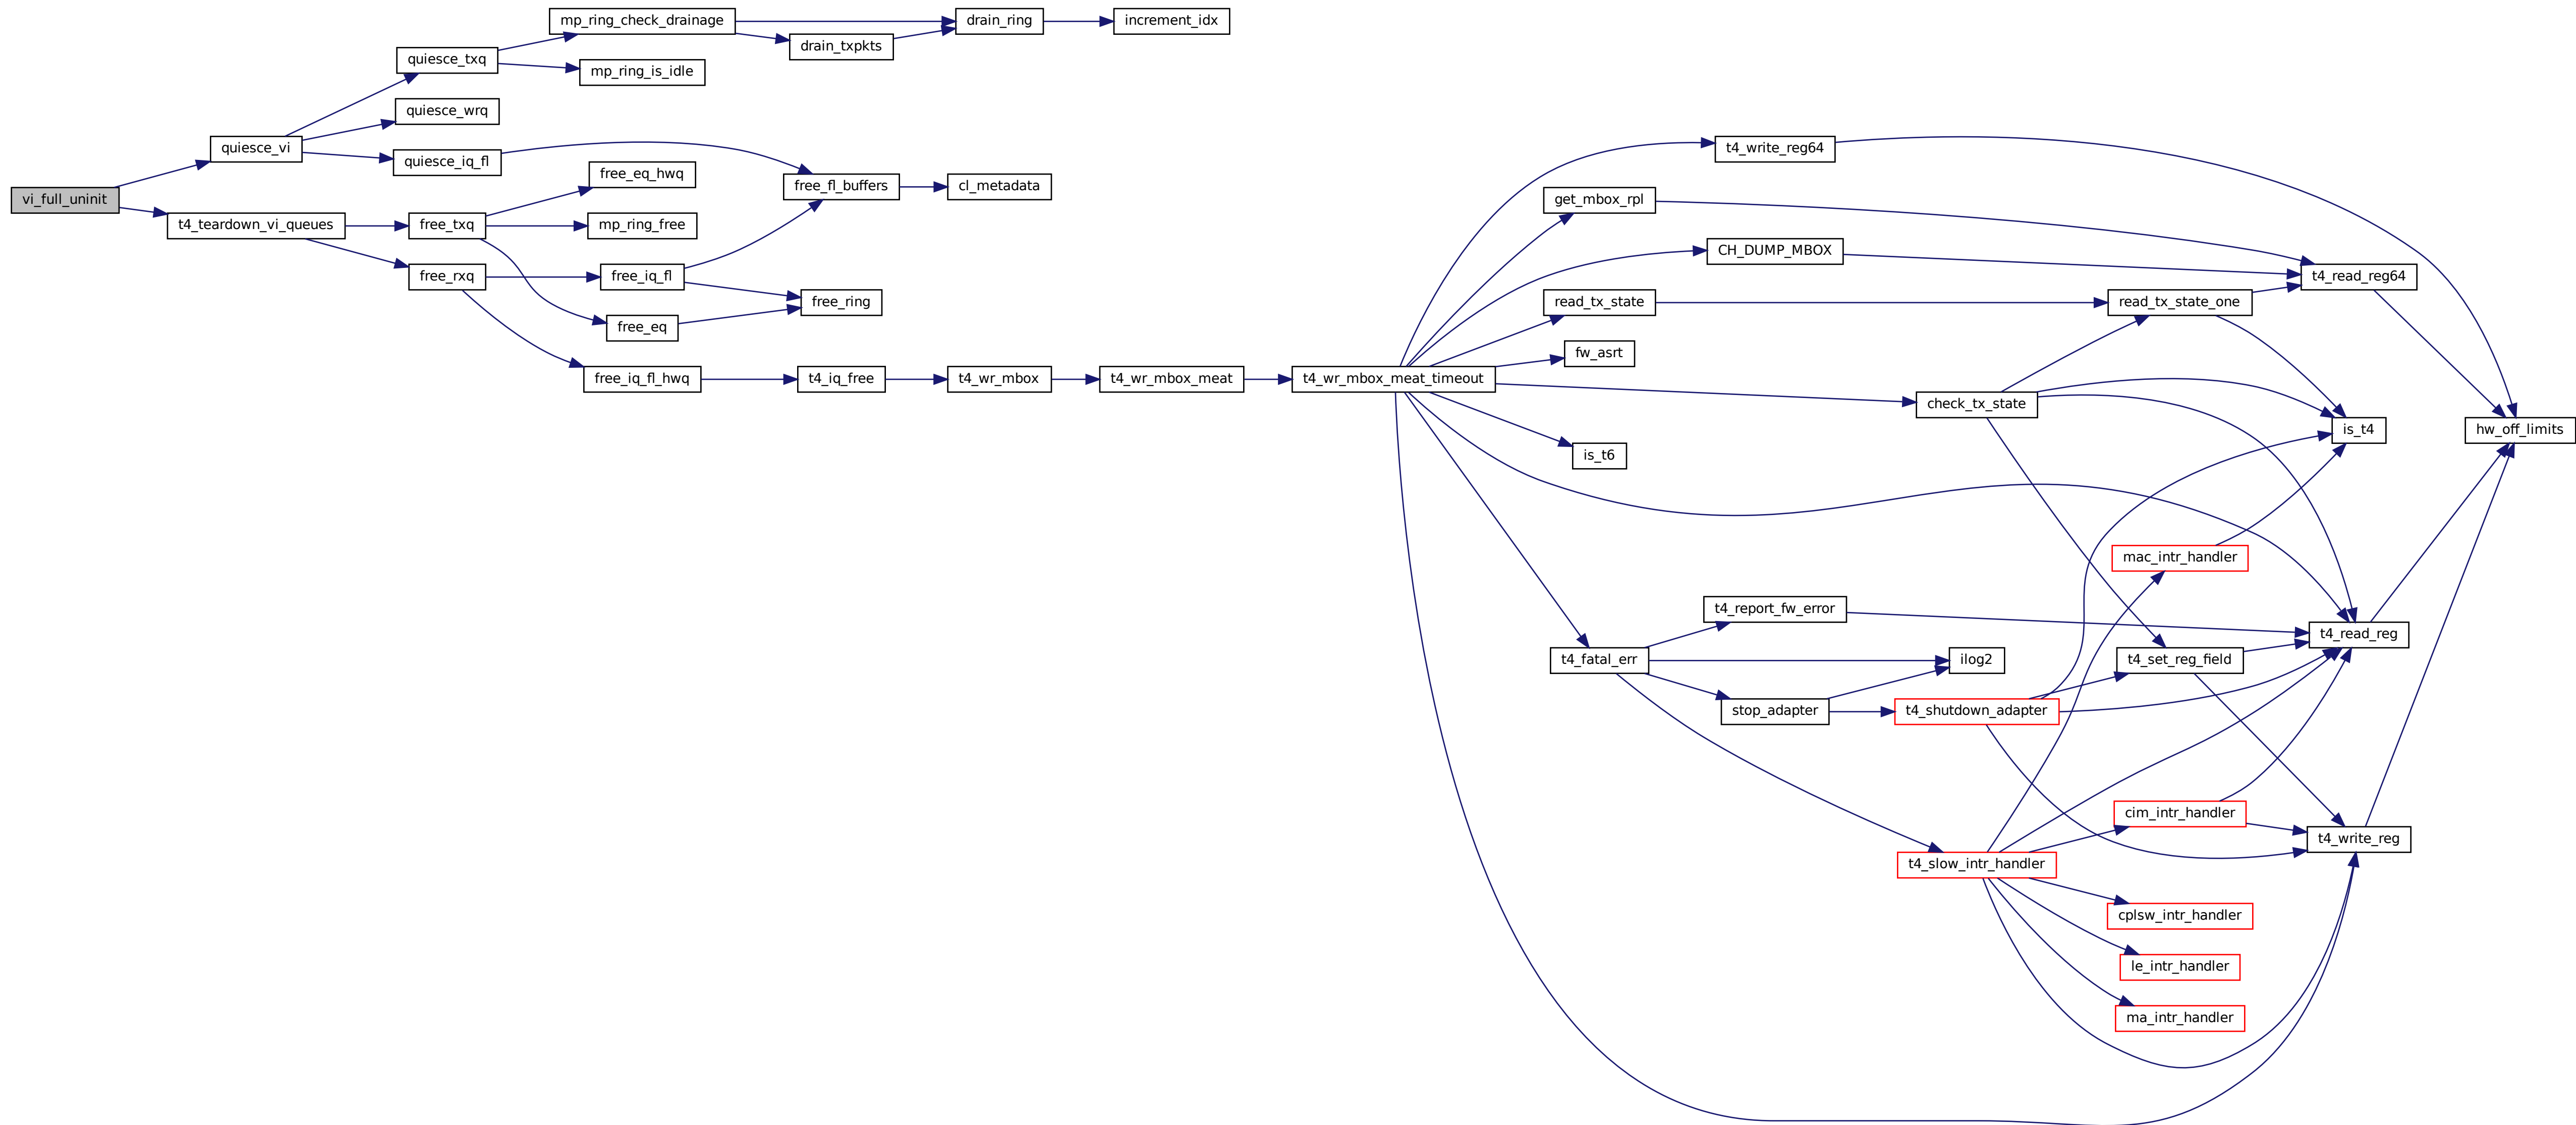 vi_full_uninit
quiesce_vi
t4_teardown_vi_queues
quiesce_txq
quiesce_wrq
quiesce_iq_fl
free_txq
free_rxq
mp_ring_check_drainage
mp_ring_is_idle
free_eq_hwq
mp_ring_free
free_iq_fl
free_eq
free_iq_fl_hwq
drain_txpkts
free_fl_buffers
free_ring
t4_iq_free
drain_ring
cl_metadata
t4_wr_mbox
increment_idx
t4_wr_mbox_meat
t4_wr_mbox_meat_timeout
t4_write_reg64
get_mbox_rpl
CH_DUMP_MBOX
read_tx_state
fw_asrt
check_tx_state
is_t6
t4_fatal_err
t4_report_fw_error
ilog2
stop_adapter
t4_shutdown_adapter
t4_slow_intr_handler
read_tx_state_one
mac_intr_handler
t4_set_reg_field
cim_intr_handler
cplsw_intr_handler
le_intr_handler
ma_intr_handler
t4_read_reg64
is_t4
t4_read_reg
t4_write_reg
hw_off_limits